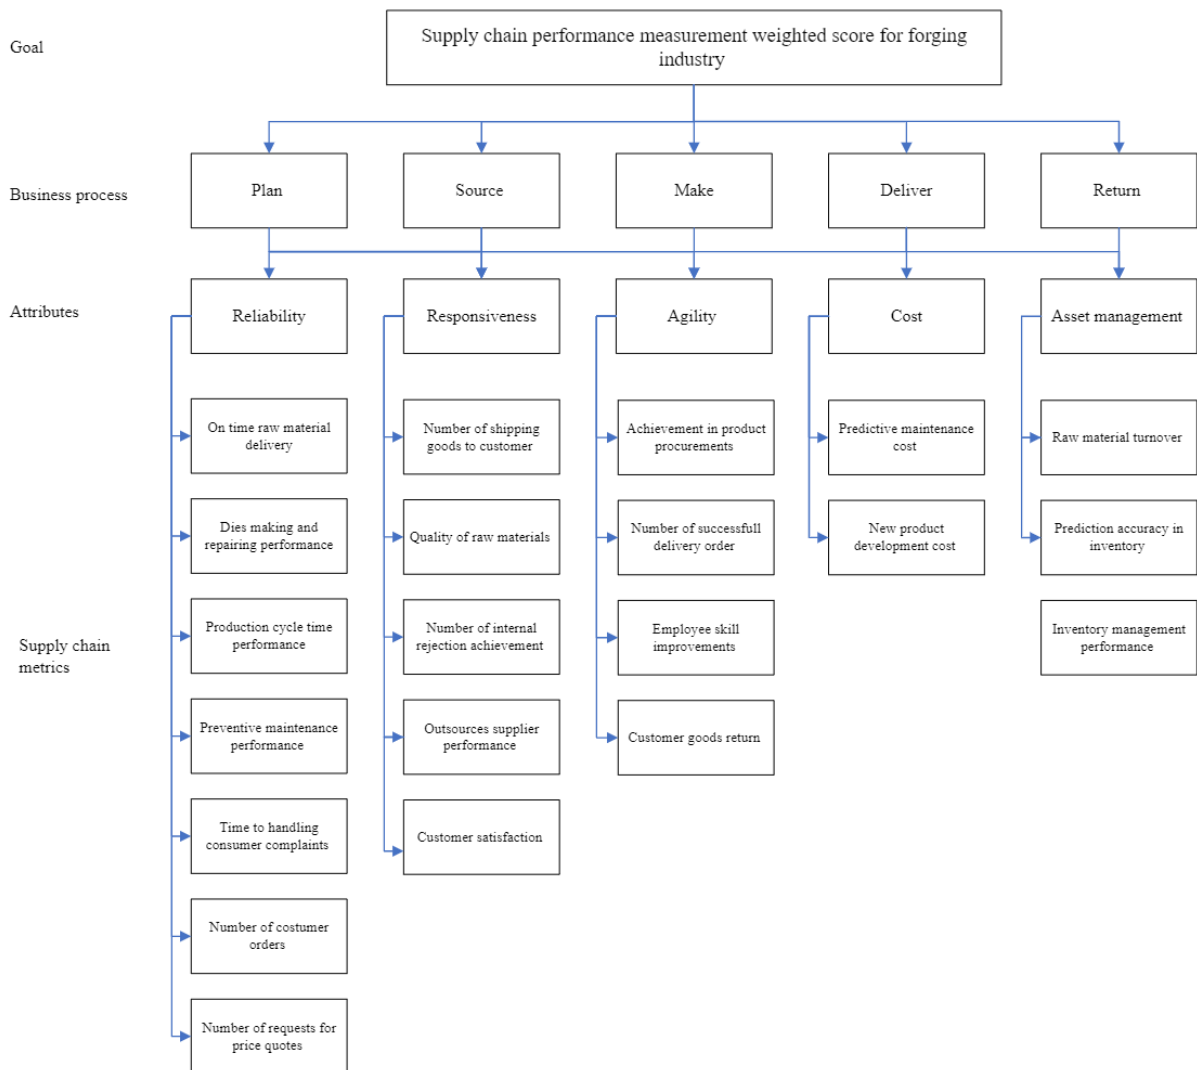 Goal
Supply chain performance measurement weighted score for forging
industry
Business process
Plan
Source
Make
Deliver
Return
Attributes
Reliability
Responsiveness
Agility
Cost
Asset management
Supply chain
metrics
On time raw material
delivery
Dies making and
repairing performance
Production cycle time
performance
Preventive maintenance
performance
Time to handling
consumer complaints
Number of costumer
orders
Number of requests for
price quotes
Number of shipping
goods to customer
Quality of raw materials
Number of internal
rejection achievement
Outsources supplier
performance
Customer satisfaction
Achievement in product
procurements
Number of successfull
delivery order
Employee skill
improvements
Customer goods return
Predictive maintenance
cost
New product
development cost
Raw material turnover
Prediction accuracy in
inventory
Inventory management
performance